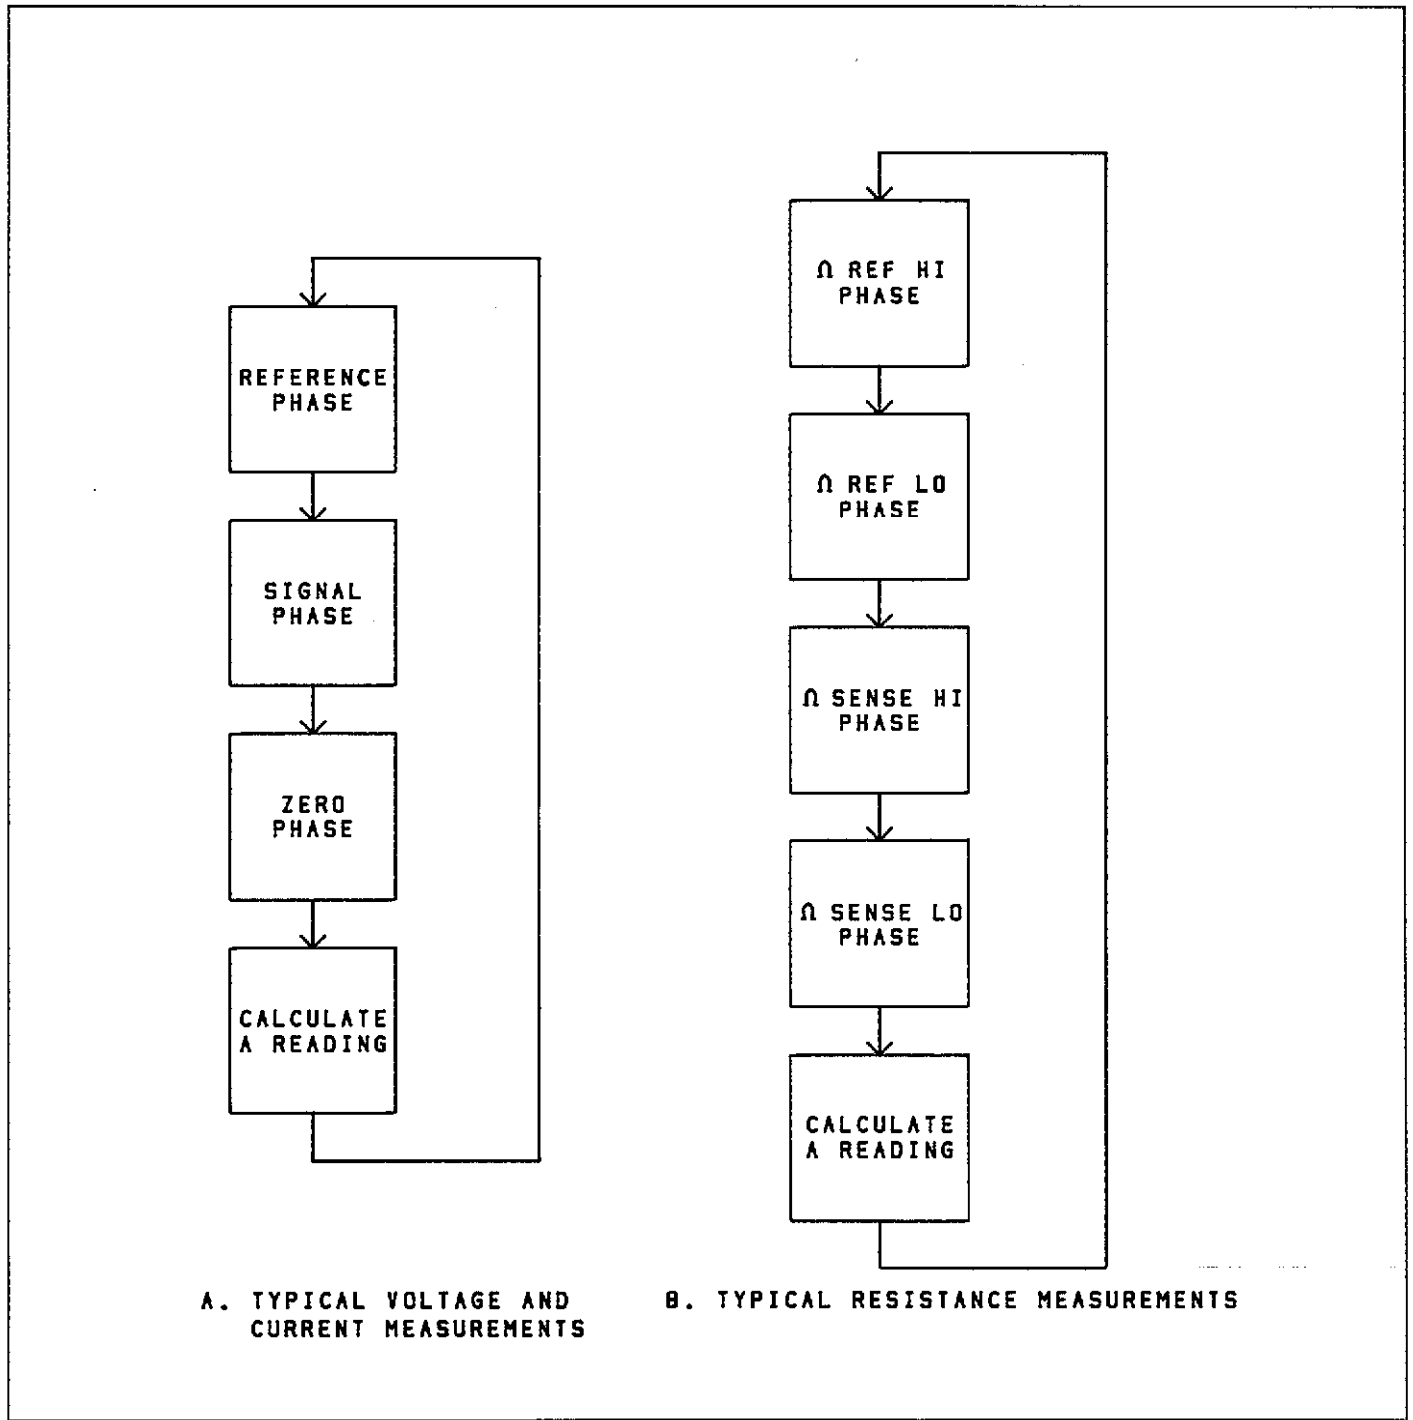 REFERENCE
PHASE
SIGNAL
PHASE
ZERO
PHASE
CALCULATE
A READING
A. TYPICAL VOLTAGE AND
CURRENT MEASUREMENTS
Ω REF HI
PHASE
Ω REF LO
PHASE
Ω SENSE HI
PHASE
Ω SENSE LO
PHASE
CALCULATE
A READING
B. TYPICAL RESISTANCE MEASUREMENTS